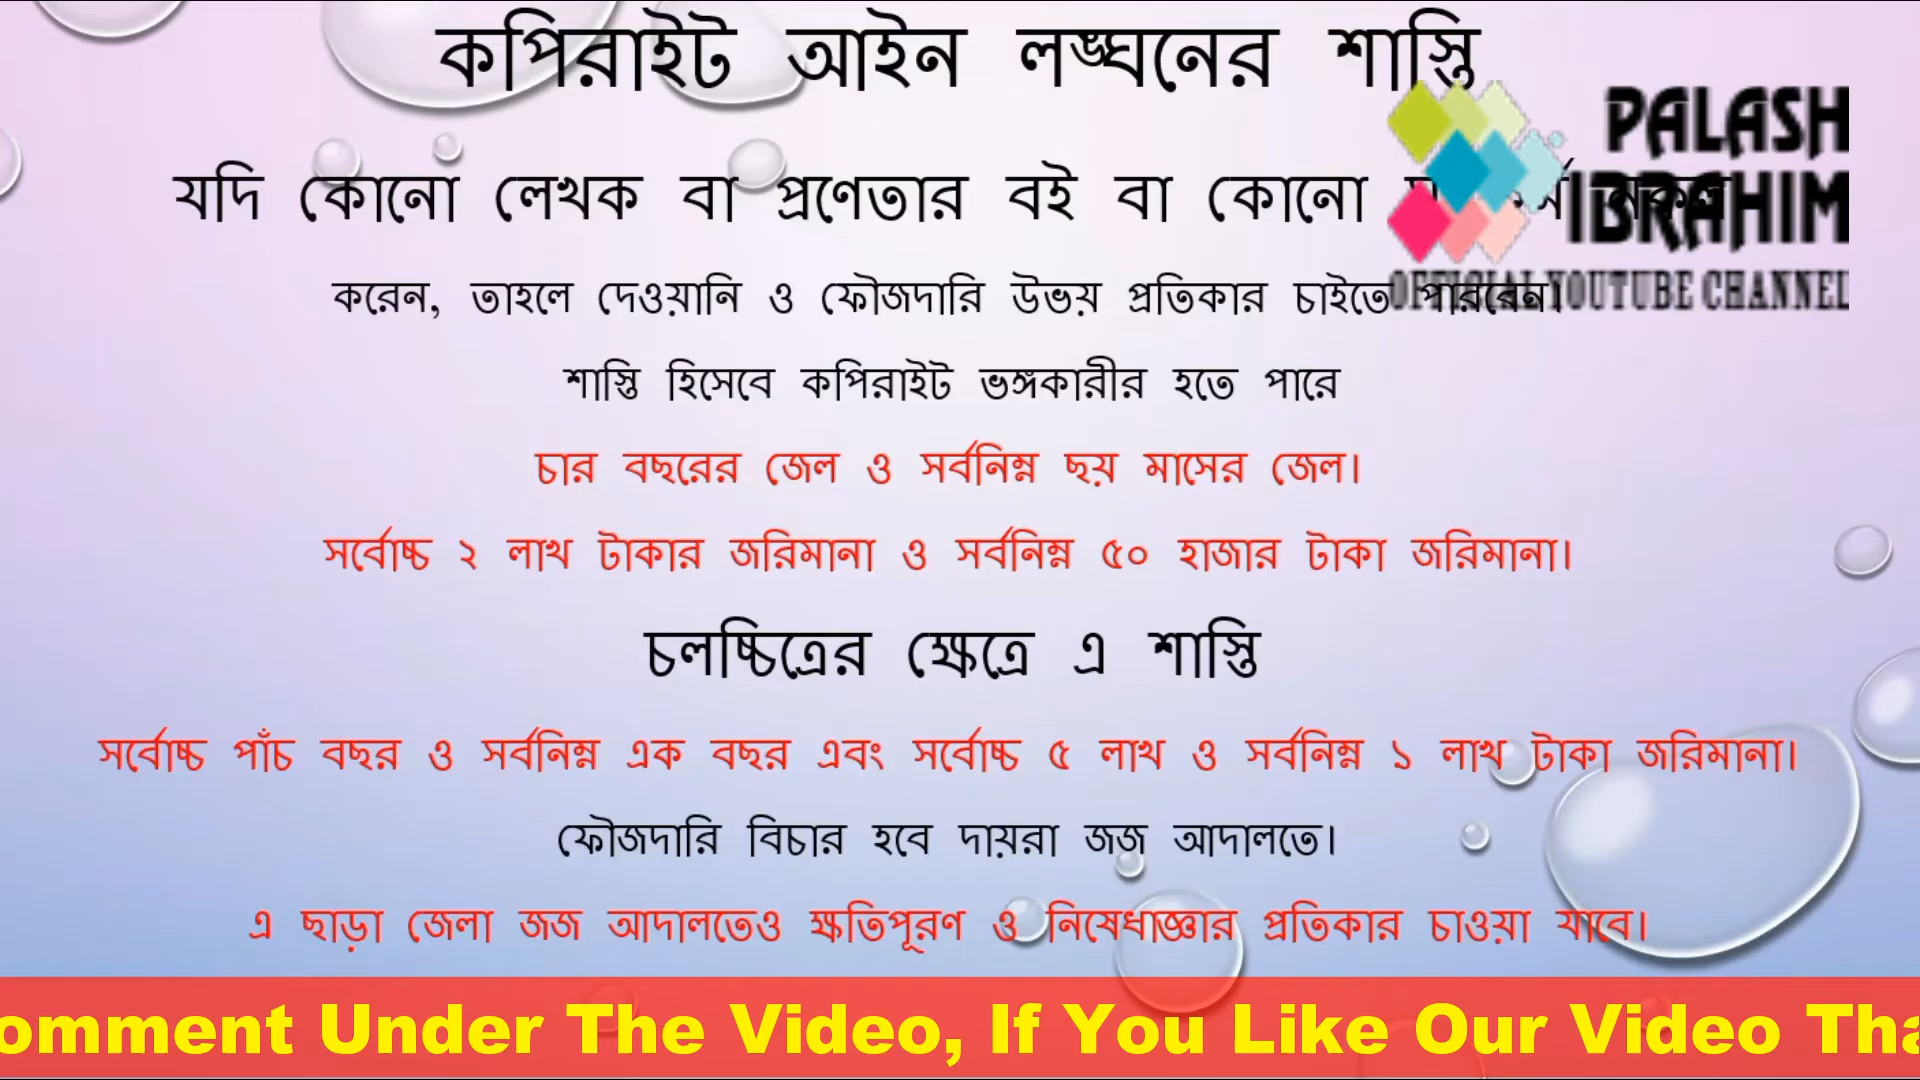 কপিরাইট আইন লঙ্ঘনের শাস্তি
যদি কোনো লেখক বা প্রণেতার বই বা কোনো নকল
করেন, তাহলে দেওয়ানি ও ফৌজদারি উভয় প্রতিকার চাইতে পারবেন।
শাস্তি হিসেবে কপিরাইট ভঙ্গকারীর হতে পারে
চার বছরের জেল ও সর্বনিম্ন ছয় মাসের জেল।
সর্বোচ্চ ২ লাখ টাকার জরিমানা ও সর্বনিম্ন ৫০ হাজার টাকা জরিমানা।
চলচ্চিত্রের ক্ষেত্রে এ শাস্তি
সর্বোচ্চ পাঁচ বছর ও সর্বনিম্ন এক বছর এবং সর্বোচ্চ ৫ লাখ ও সর্বনিম্ন ১ লাখ টাকা জরিমানা।
ফৌজদারি বিচার হবে দায়রা জজ আদালতে।
এ ছাড়া জেলা জজ আদালতেও ক্ষতিপূরণ ও নিষেধাজ্ঞার প্রতিকার চাওয়া যাবে।
PALASH
IBRAHIM
OFFICIAL YOUTUBE CHANNEL
omment Under The Video, If You Like Our Video Tha